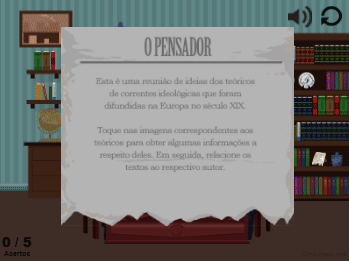 O PENSADOR
Esta é uma reunião de ideias dos teóricos
de correntes ideológicas que foram
difundidas na Europa no século XIX.
Toque nas imagens correspondentes aos
teóricos para obter algumas informações a
respeito deles. Em seguida, relacione os
textos ao respectivo autor.
0 / 5
Acertos